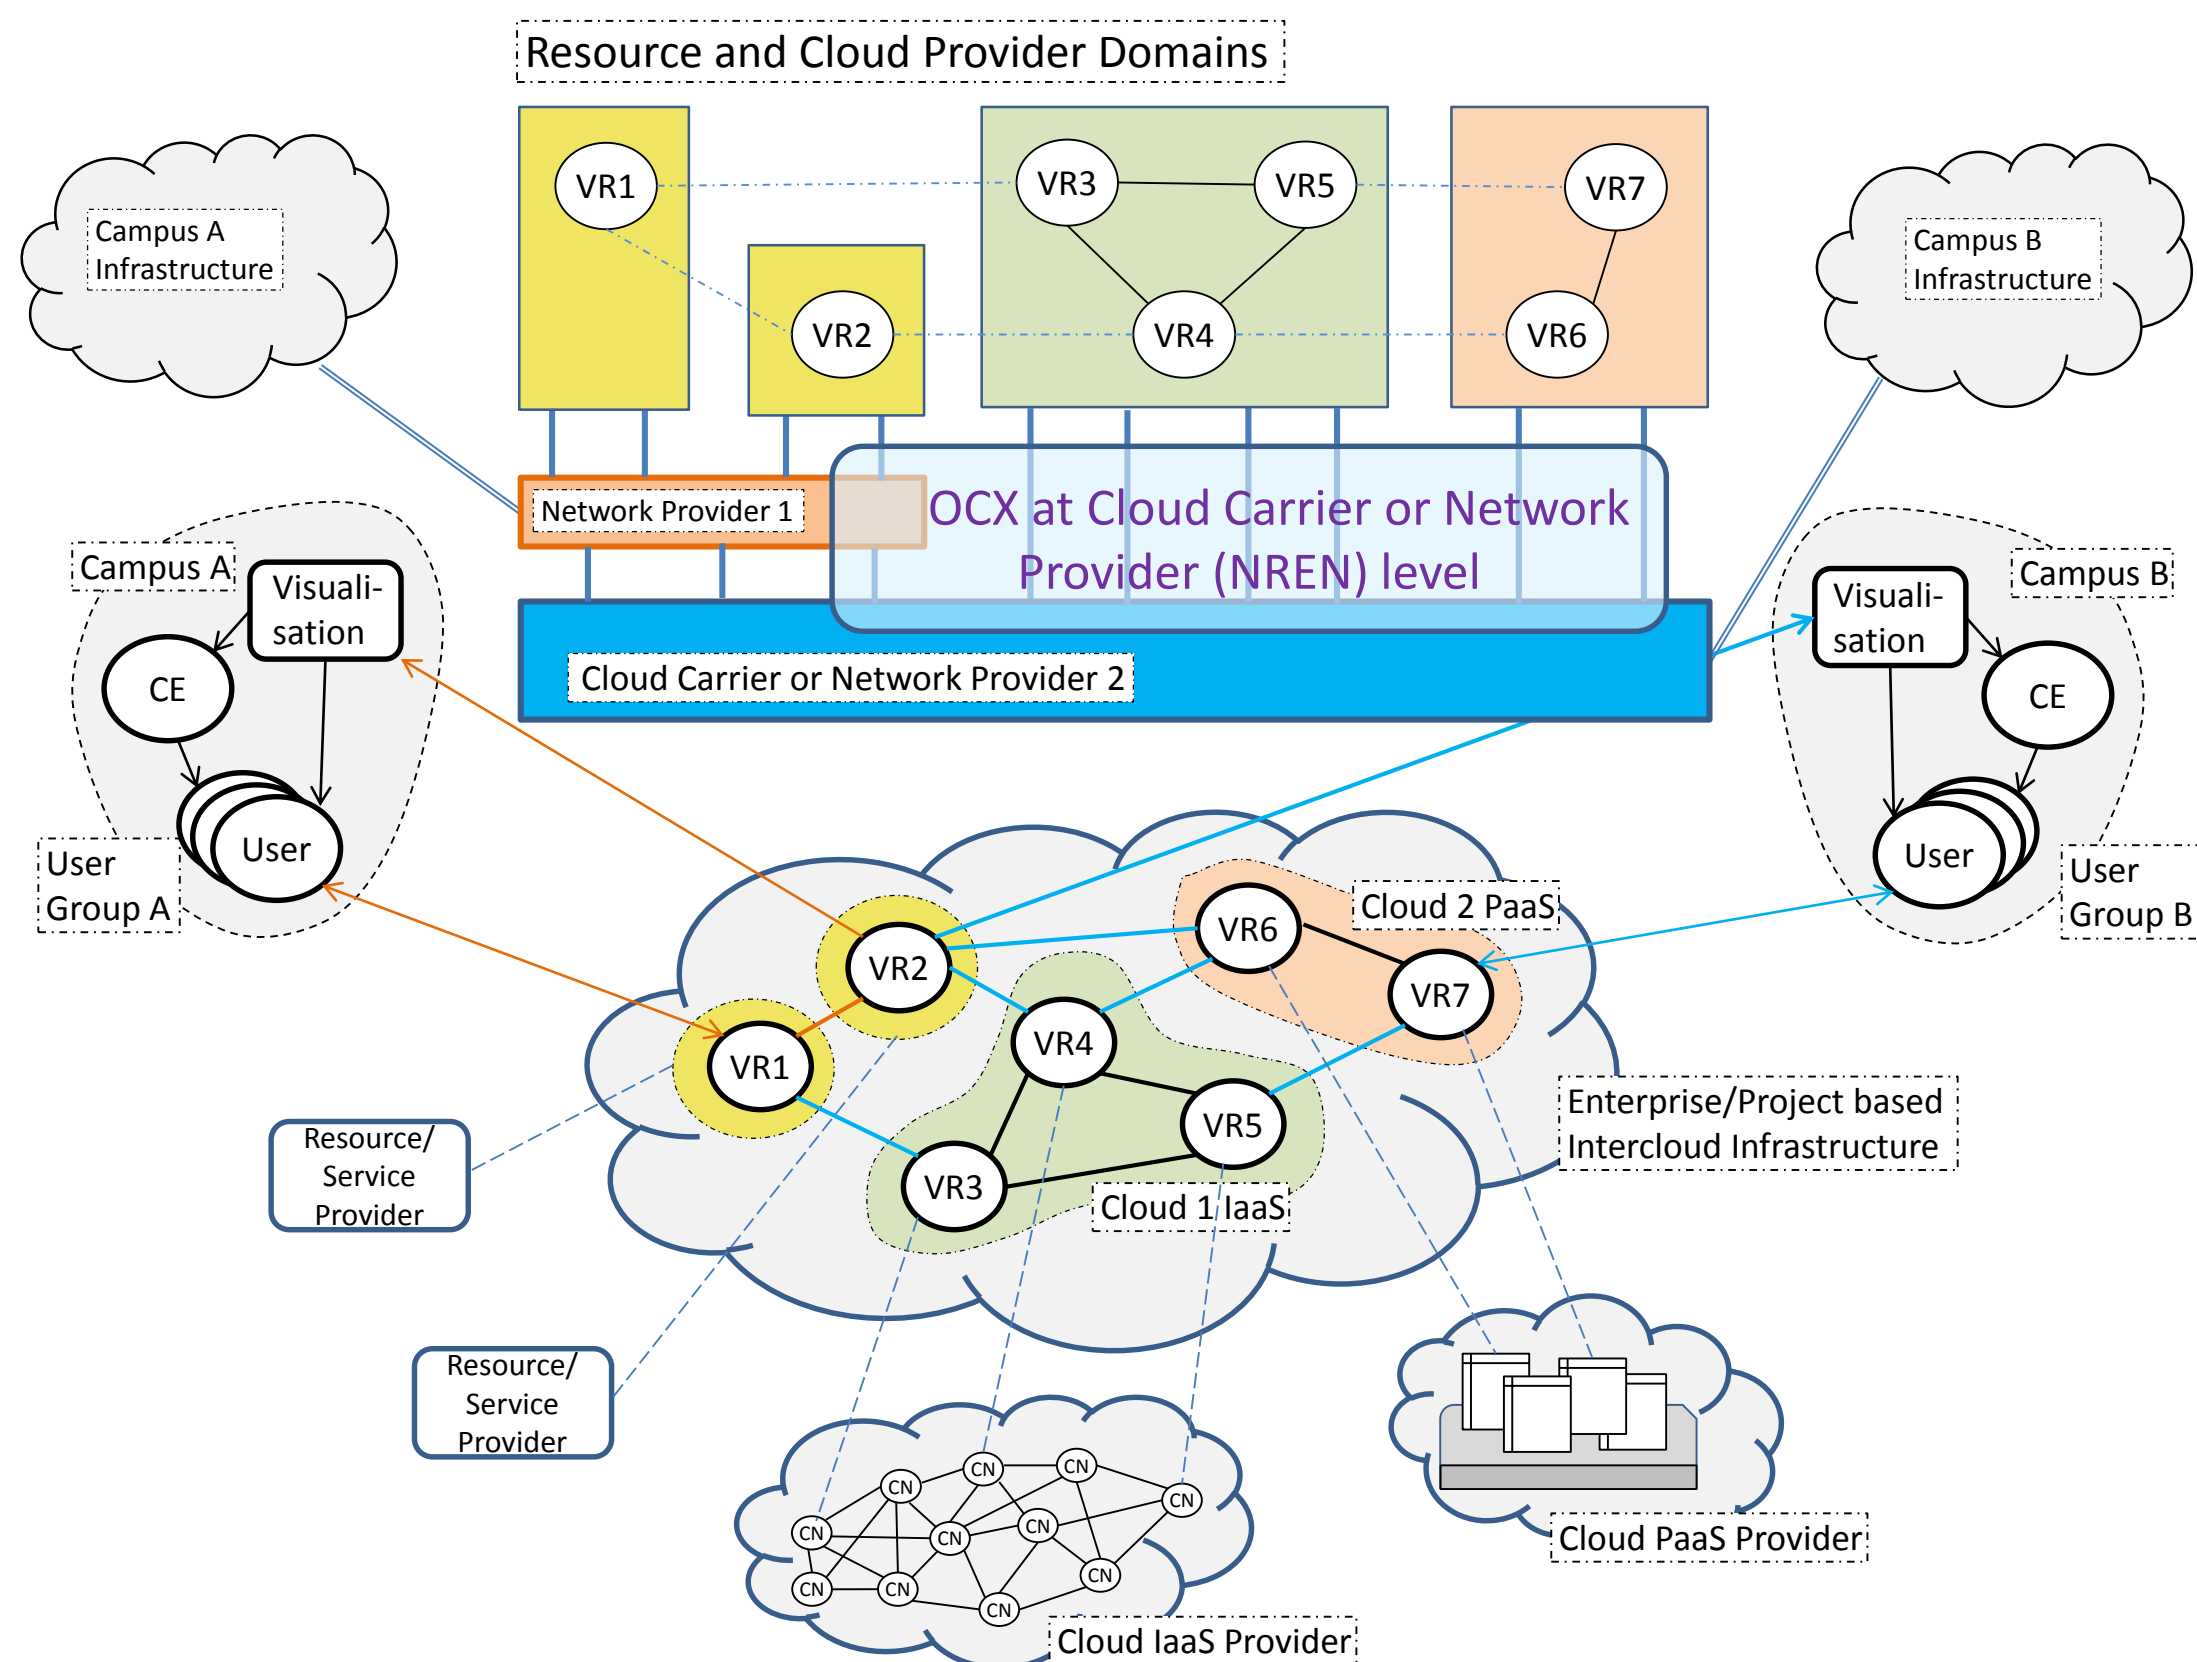 Resource and Cloud Provider Domains
VR1
VR3
VR5
VR7
Campus A
Infrastructure
Campus B
Infrastructure
VR2
VR4
VR6
Network Provider 1
OCX at Cloud Carrier or Network
Provider (NREN) level
Campus A
Visuali-
sation
CE
User
User
Group A
Cloud Carrier or Network Provider 2
Campus B
Visuali-
sation
CE
User
User
Group B
VR6
Cloud 2 PaaS
VR2
VR7
VR4
VR1
VR5
VR3
Cloud 1 IaaS
Enterprise/Project based
Intercloud Infrastructure
Resource/
Service
Provider
Resource/
Service
Provider
CN
CN
CN
CN
CN
CN
CN
CN
CN
CN
CN
Cloud PaaS Provider
Cloud IaaS Provider